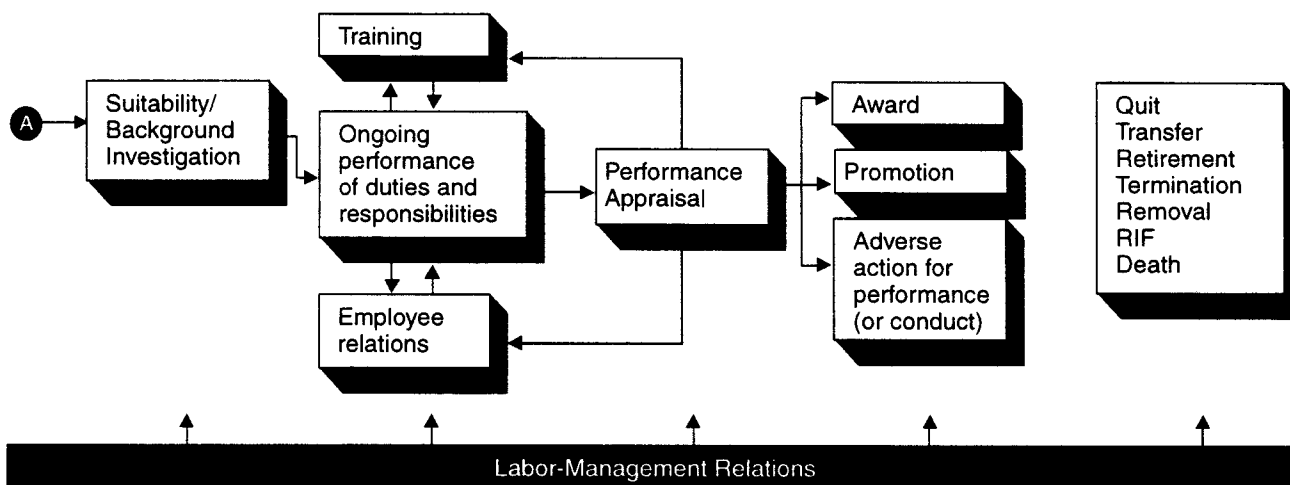 A
Suitability/
Background
Investigation
Training
Ongoing
performance
of duties and
responsibilities
Employee
relations
Performance
Appraisal
Award
Promotion
Adverse
action for
performance
(or conduct)
Quit
Transfer
Retirement
Termination
Removal
RIF
Death
Labor-Management Relations